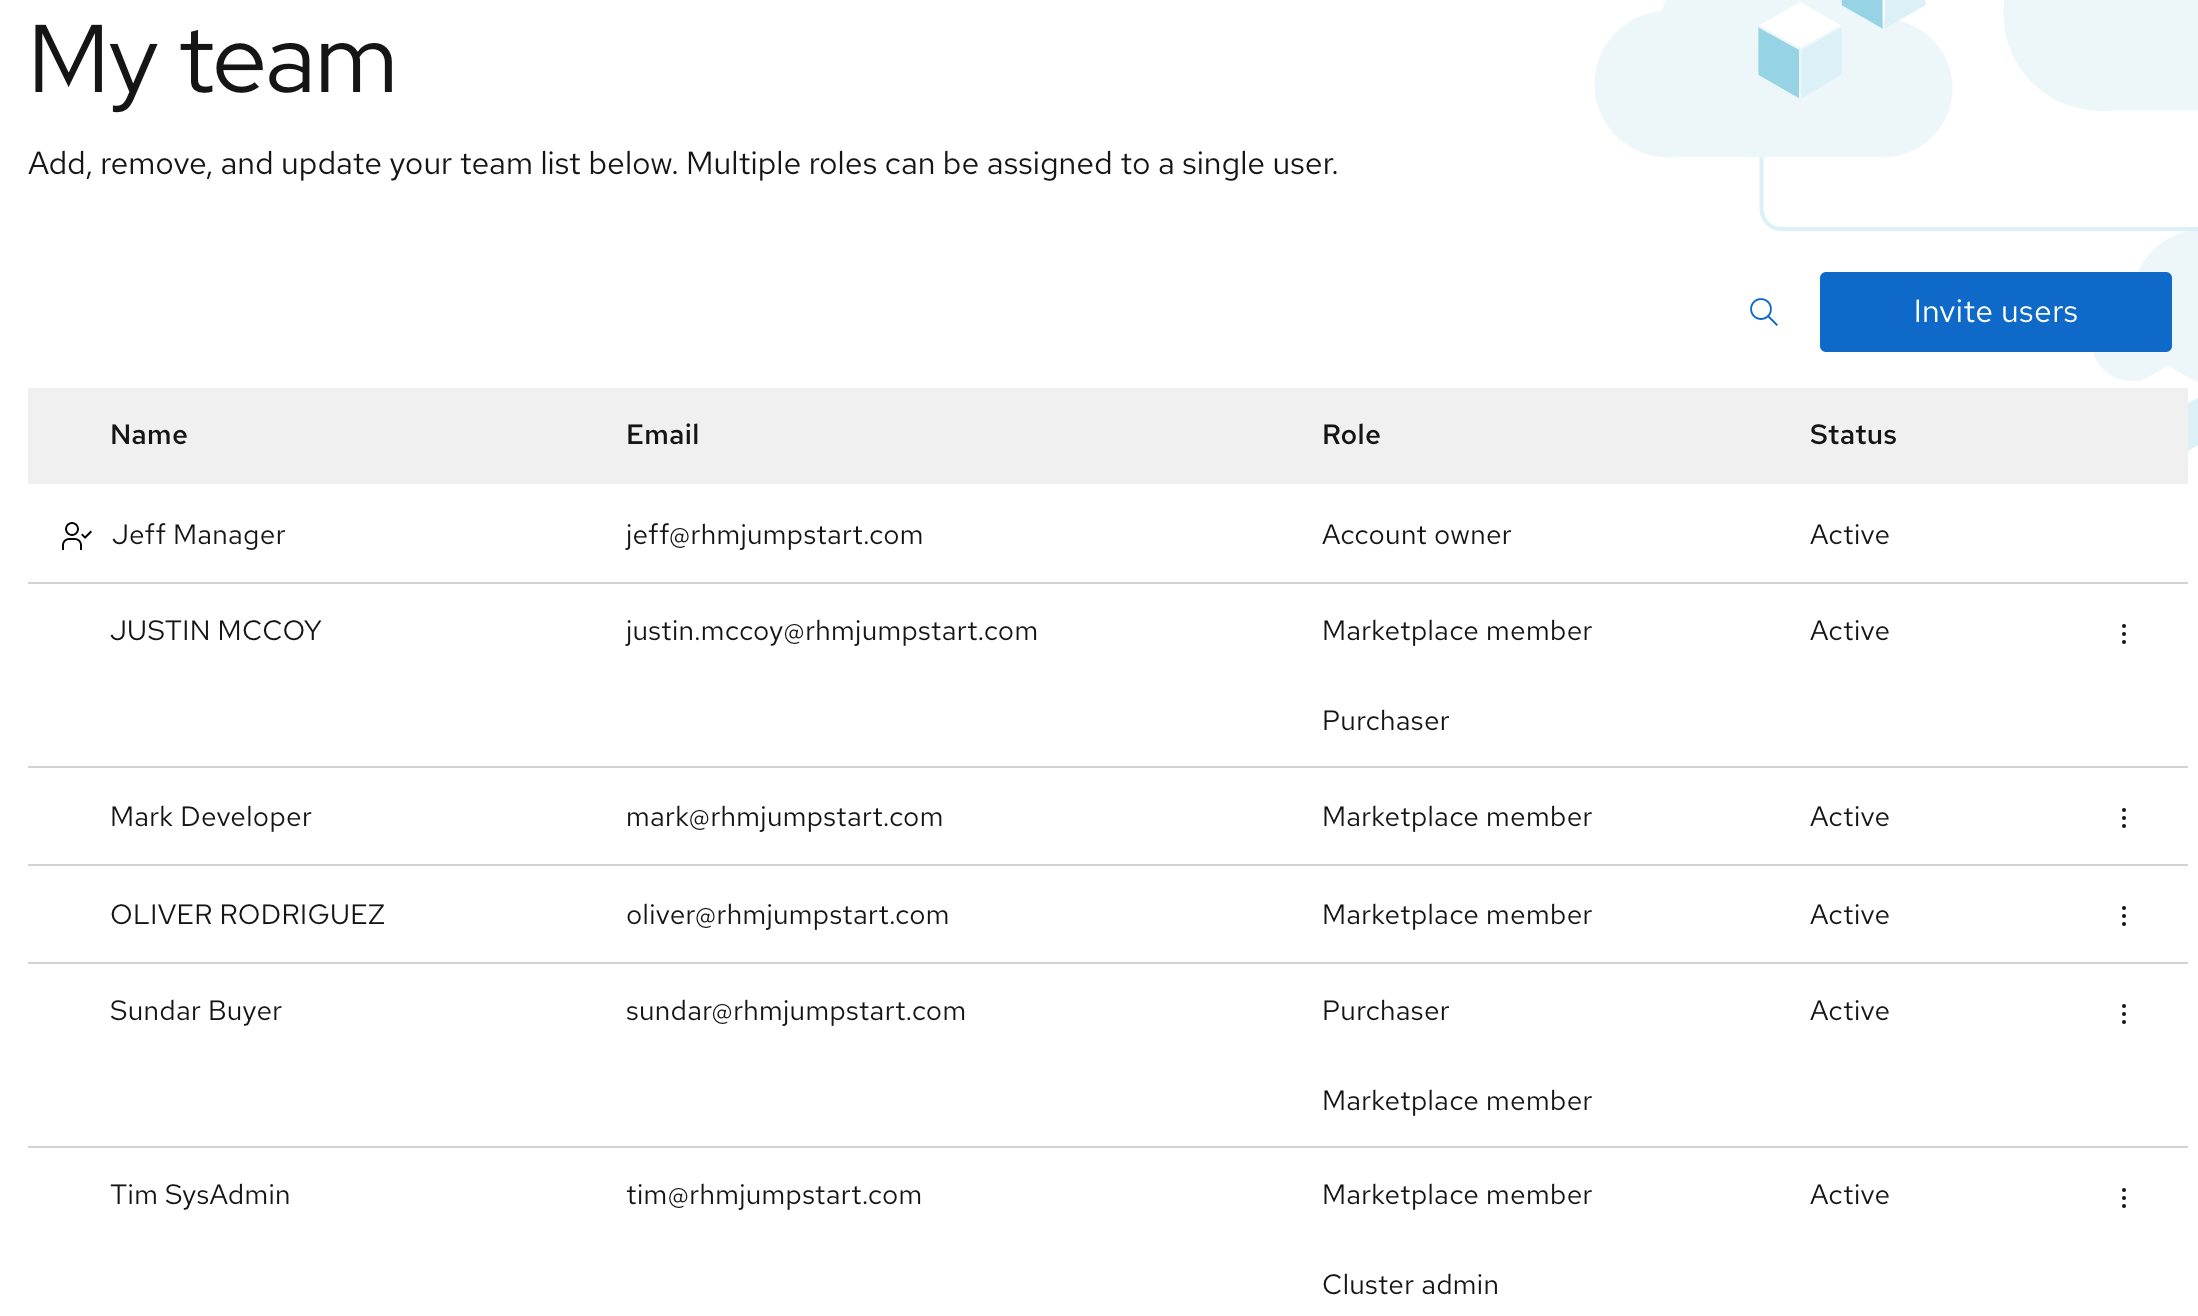 My team
Add, remove, and update your team list below. Multiple roles can be assigned to a single user.
Invite users
Name Email Role Status
Jeff Manager jeff@rhmjumpstart.com Account owner Active
JUSTIN MCCOY justin.mccoy@rhmjumpstart.com Marketplace member Active
Purchaser
Mark Developer mark@rhmjumpstart.com Marketplace member Active
OLIVER RODRIGUEZ oliver@rhmjumpstart.com Marketplace member Active
Sundar Buyer sundar@rhmjumpstart.com Purchaser Active
Marketplace member
Tim SysAdmin tim@rhmjumpstart.com Marketplace member Active
Cluster admin